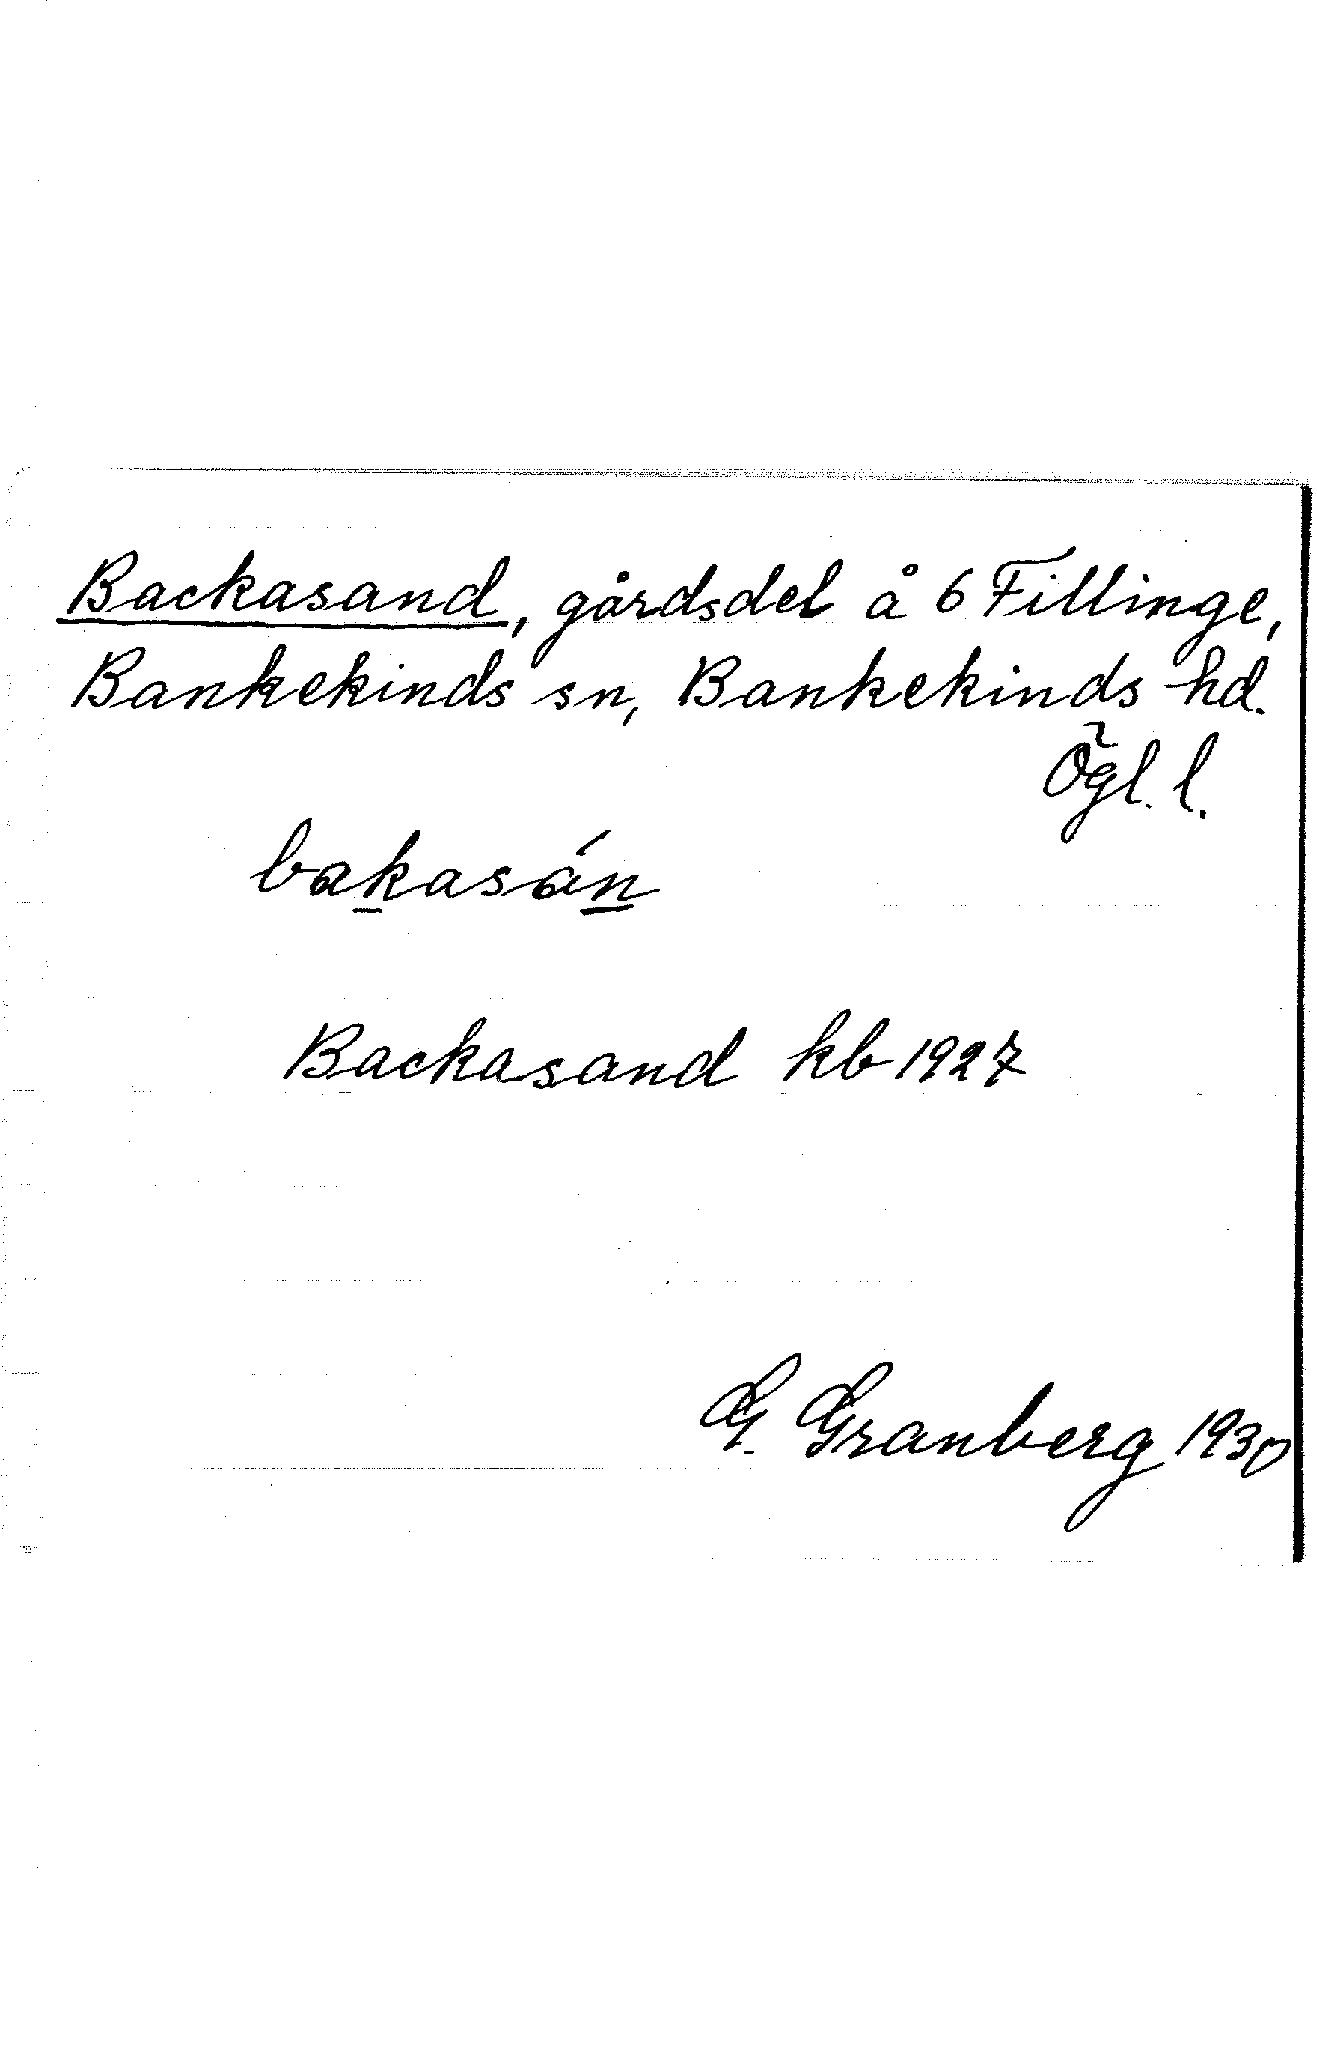 Backasand, gårdsdel å 6 Fillinge,
Bankekinds sn, Bankekinds hd.
Ögl. l.
bakasán
Backasand kb 1927
G. Granberg 1930